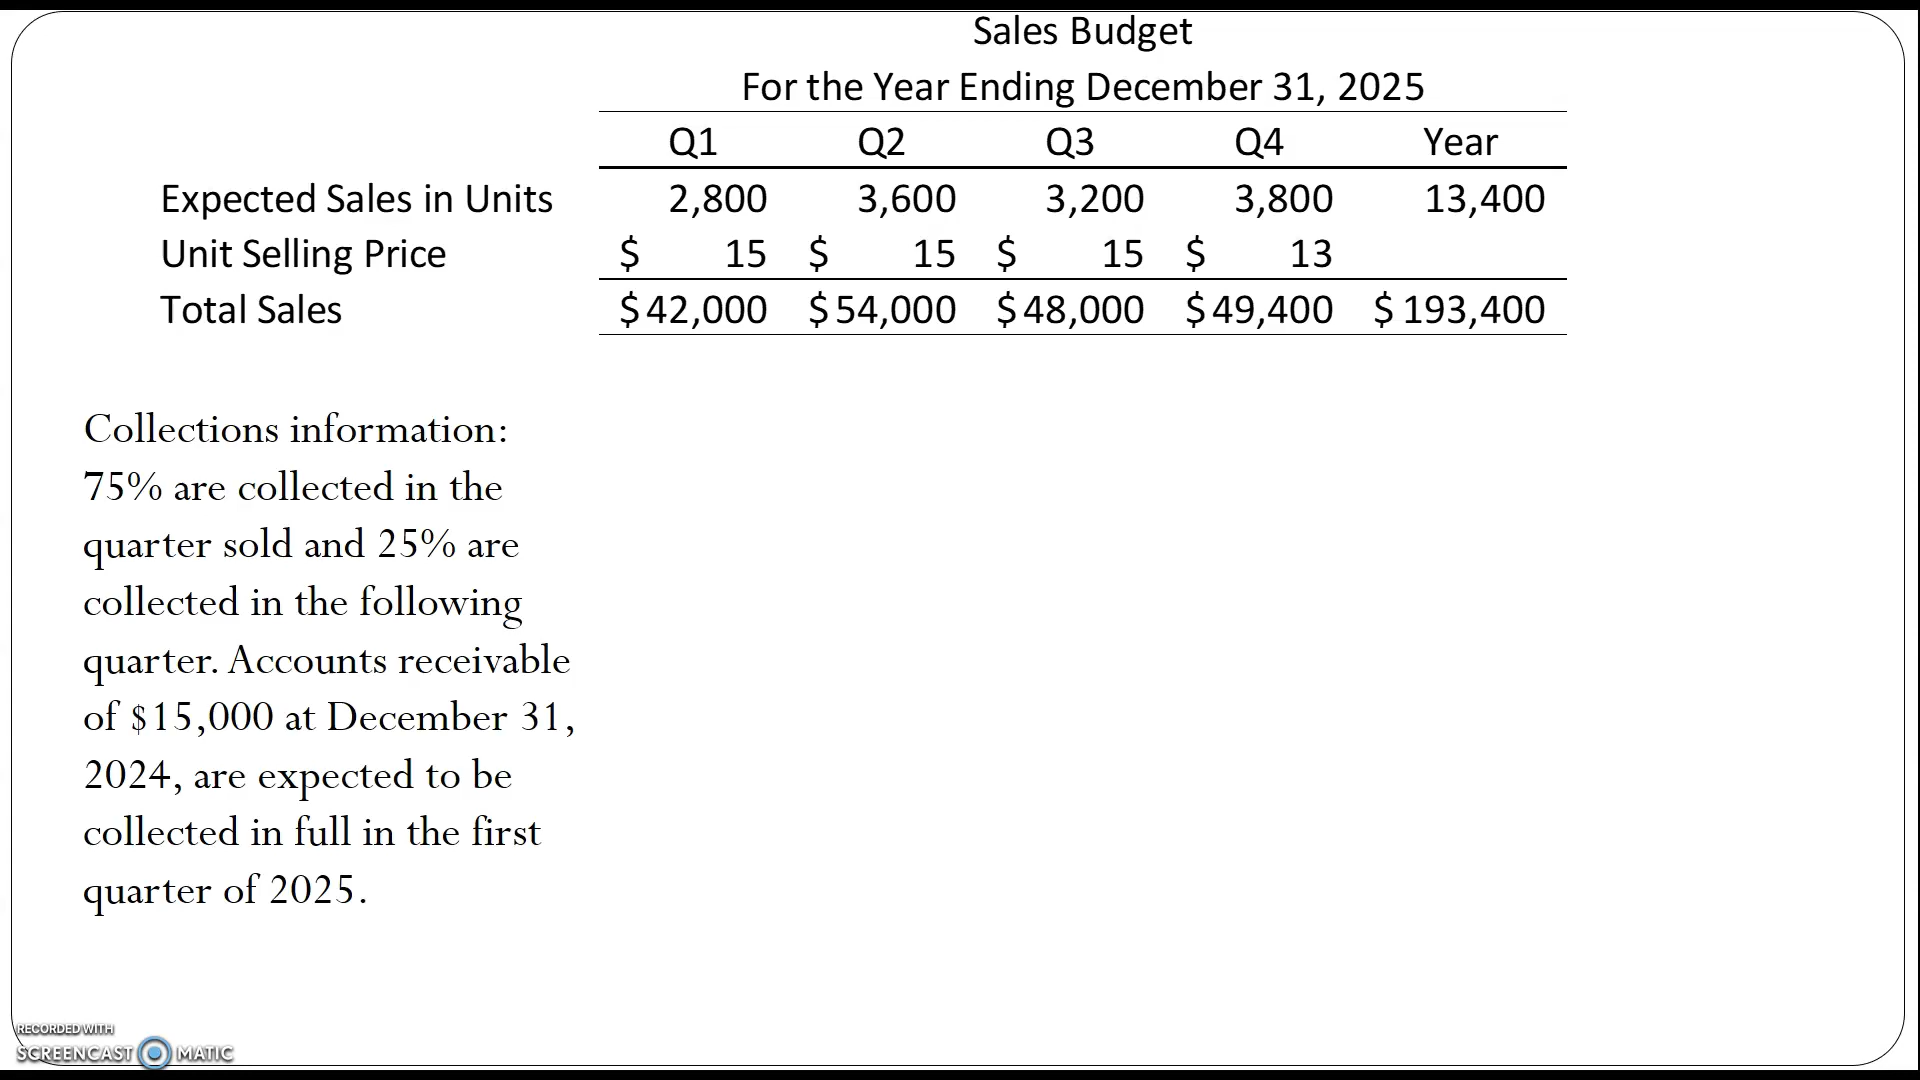 Sales Budget
For the Year Ending December 31, 2025
Q1 Q2 Q3 Q4 Year
Expected Sales in Units 2,800 3,600 3,200 3,800 13,400
Unit Selling Price $ 15 $ 15 $ 15 $ 13
Total Sales $ 42,000 $ 54,000 $ 48,000 $ 49,400 $ 193,400
Collections information:
75% are collected in the
quarter sold and 25% are
collected in the following
quarter. Accounts receivable
of $15,000 at December 31,
2024, are expected to be
collected in full in the first
quarter of 2025.
RECORDED WITH
SCREENCAST MATIC